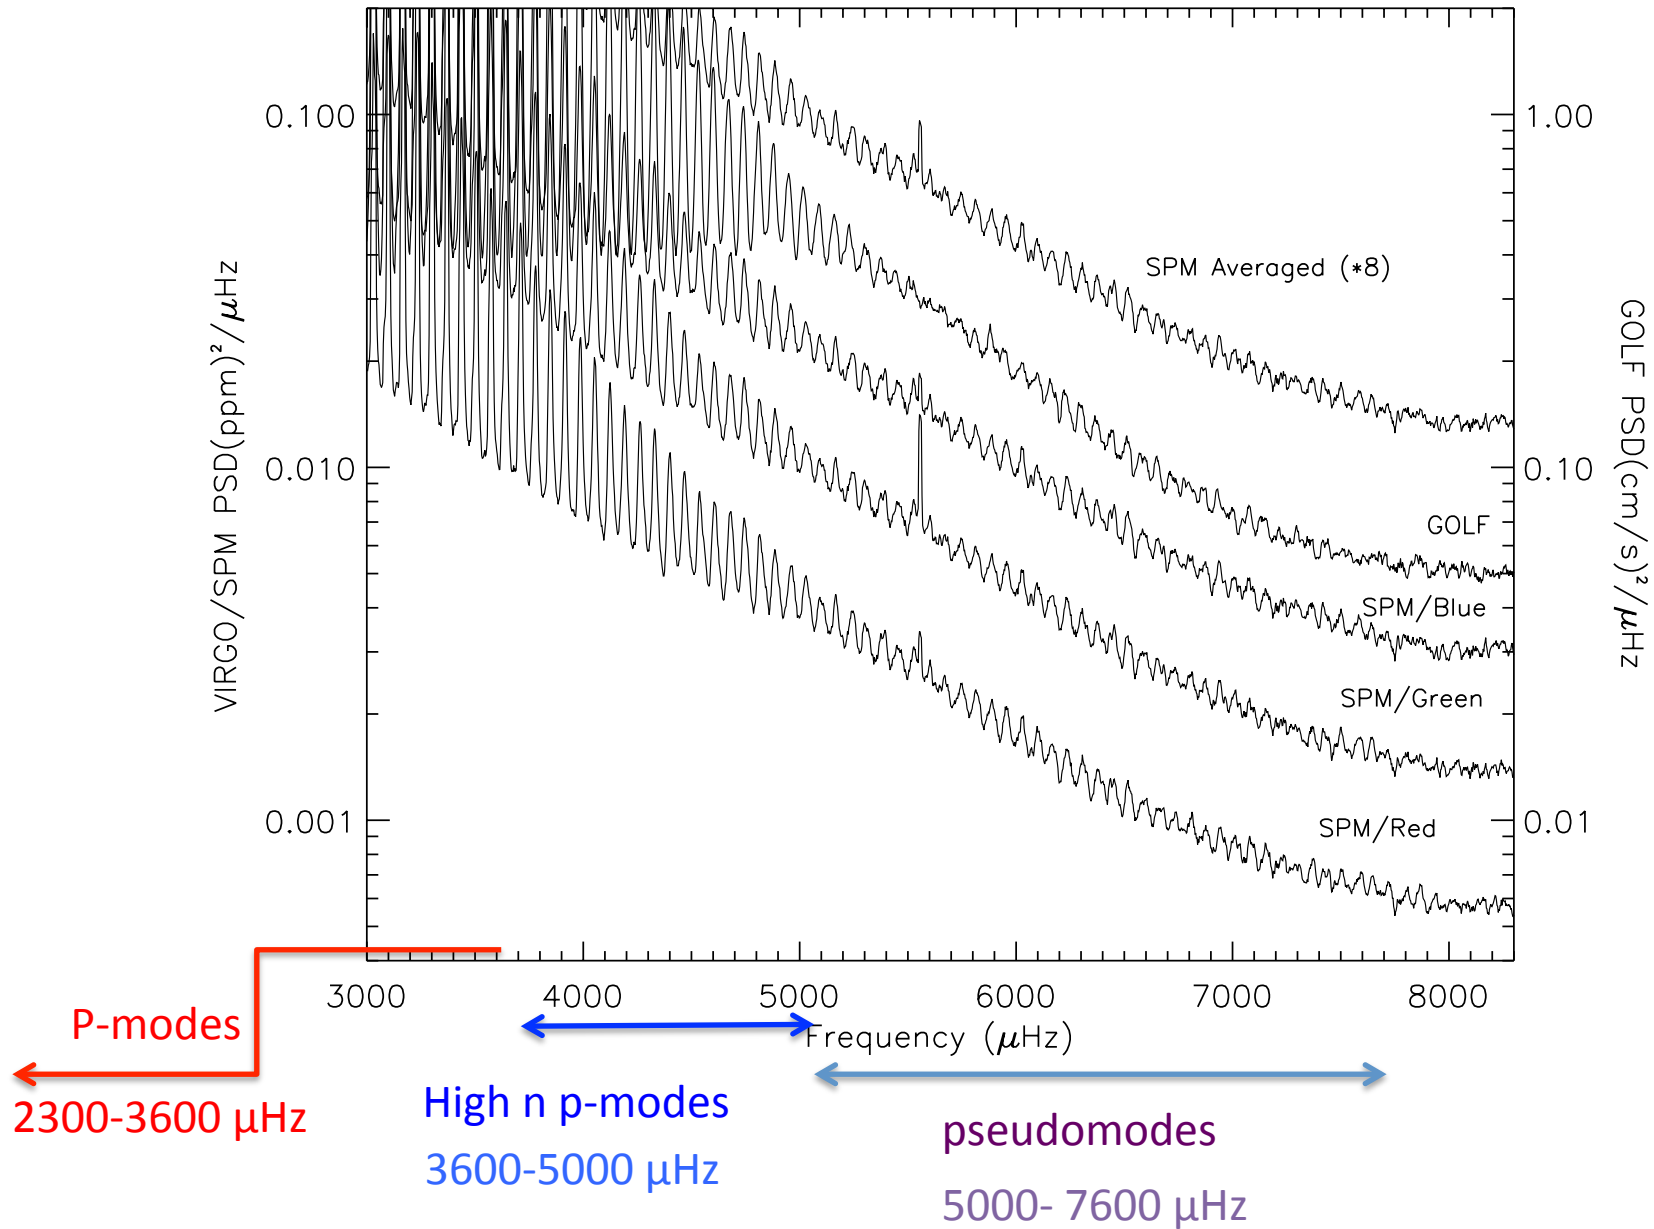 0.100
0.010
0.001
VIRGO/SPM PSD(ppm)²/μHz
1.00
0.10
0.01
GOLF PSD(cm/s)²/μHz
SPM Averaged (*8)
GOLF
SPM/Blue
SPM/Green
SPM/Red
3000 4000 5000 6000 7000 8000
Frequency (μHz)
P-modes
2300-3600 μHz
High n p-modes
3600-5000 μHz
pseudomodes
5000- 7600 μHz